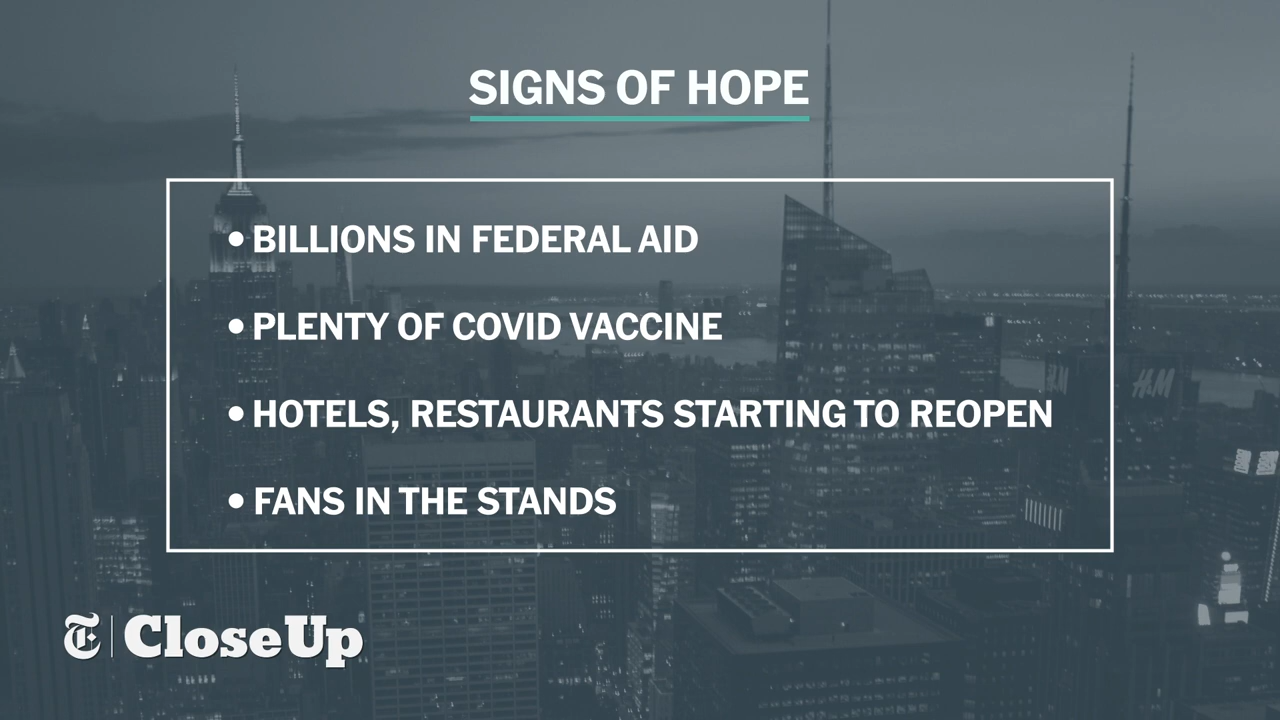 SIGNS OF HOPE
• BILLIONS IN FEDERAL AID
• PLENTY OF COVID VACCINE
• HOTELS, RESTAURANTS STARTING TO REOPEN
• FANS IN THE STANDS
H&M
H&M
T | CloseUp